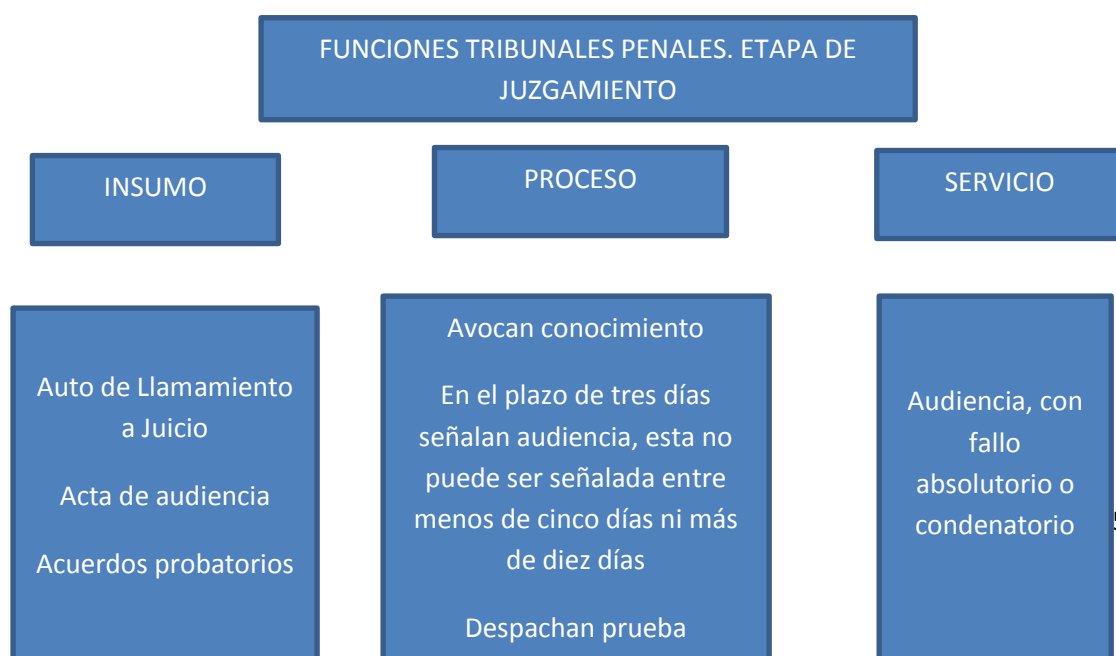 FUNCIONES TRIBUNALES PENALES. ETAPA DE
JUZGAMIENTO
INSUMO
PROCESO
SERVICIO
Auto de Llamamiento
a Juicio
Acta de audiencia
Acuerdos probatorios
Avocan conocimiento
En el plazo de tres días
señalan audiencia, esta no
puede ser señalada entre
menos de cinco días ni más
de diez días
Despachan prueba
Audiencia, con
fallo
absolutorio o
condenatorio